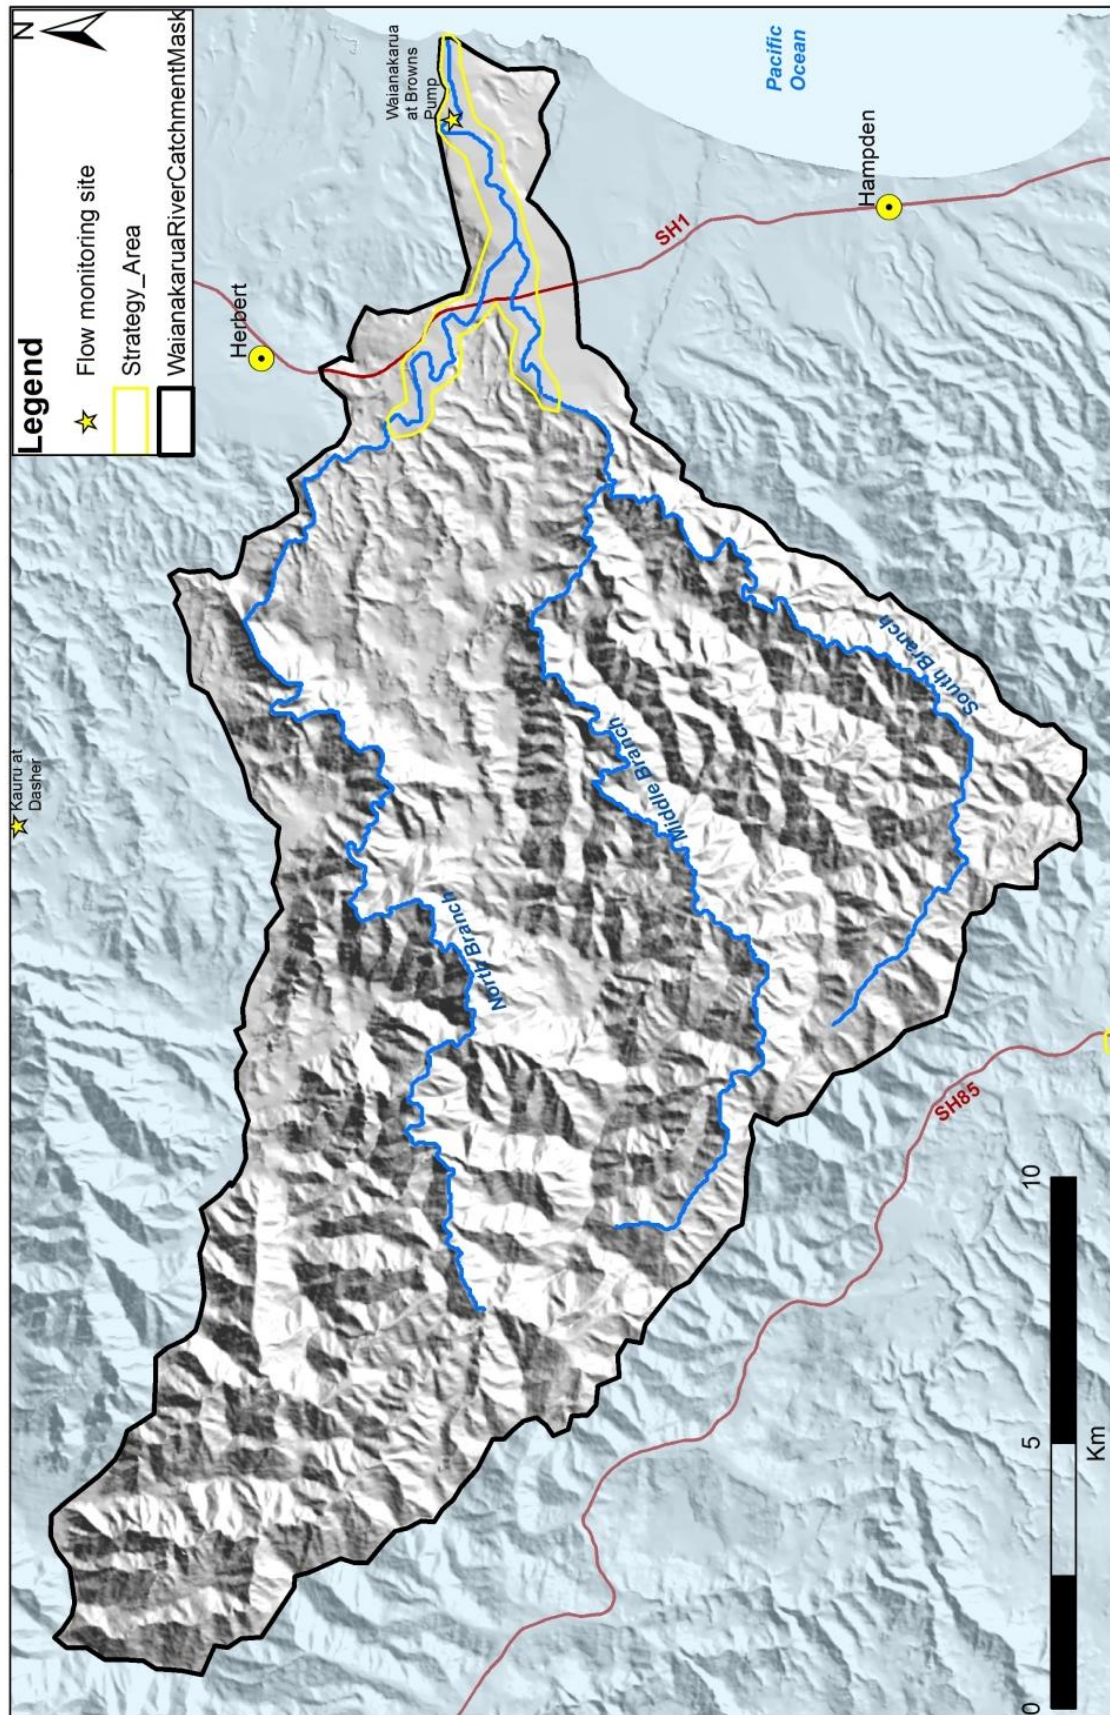 Legend
Flow monitoring site
Strategy_Area
WaianakaruaRiverCatchmentMask
N
Kauru at
Dasher
Herbert
Waianakarua
at Browns
Pump
Pacific
Ocean
SH1
Hampden
North Branch
Middle Branch
South Branch
SH85
0
5
10
Km